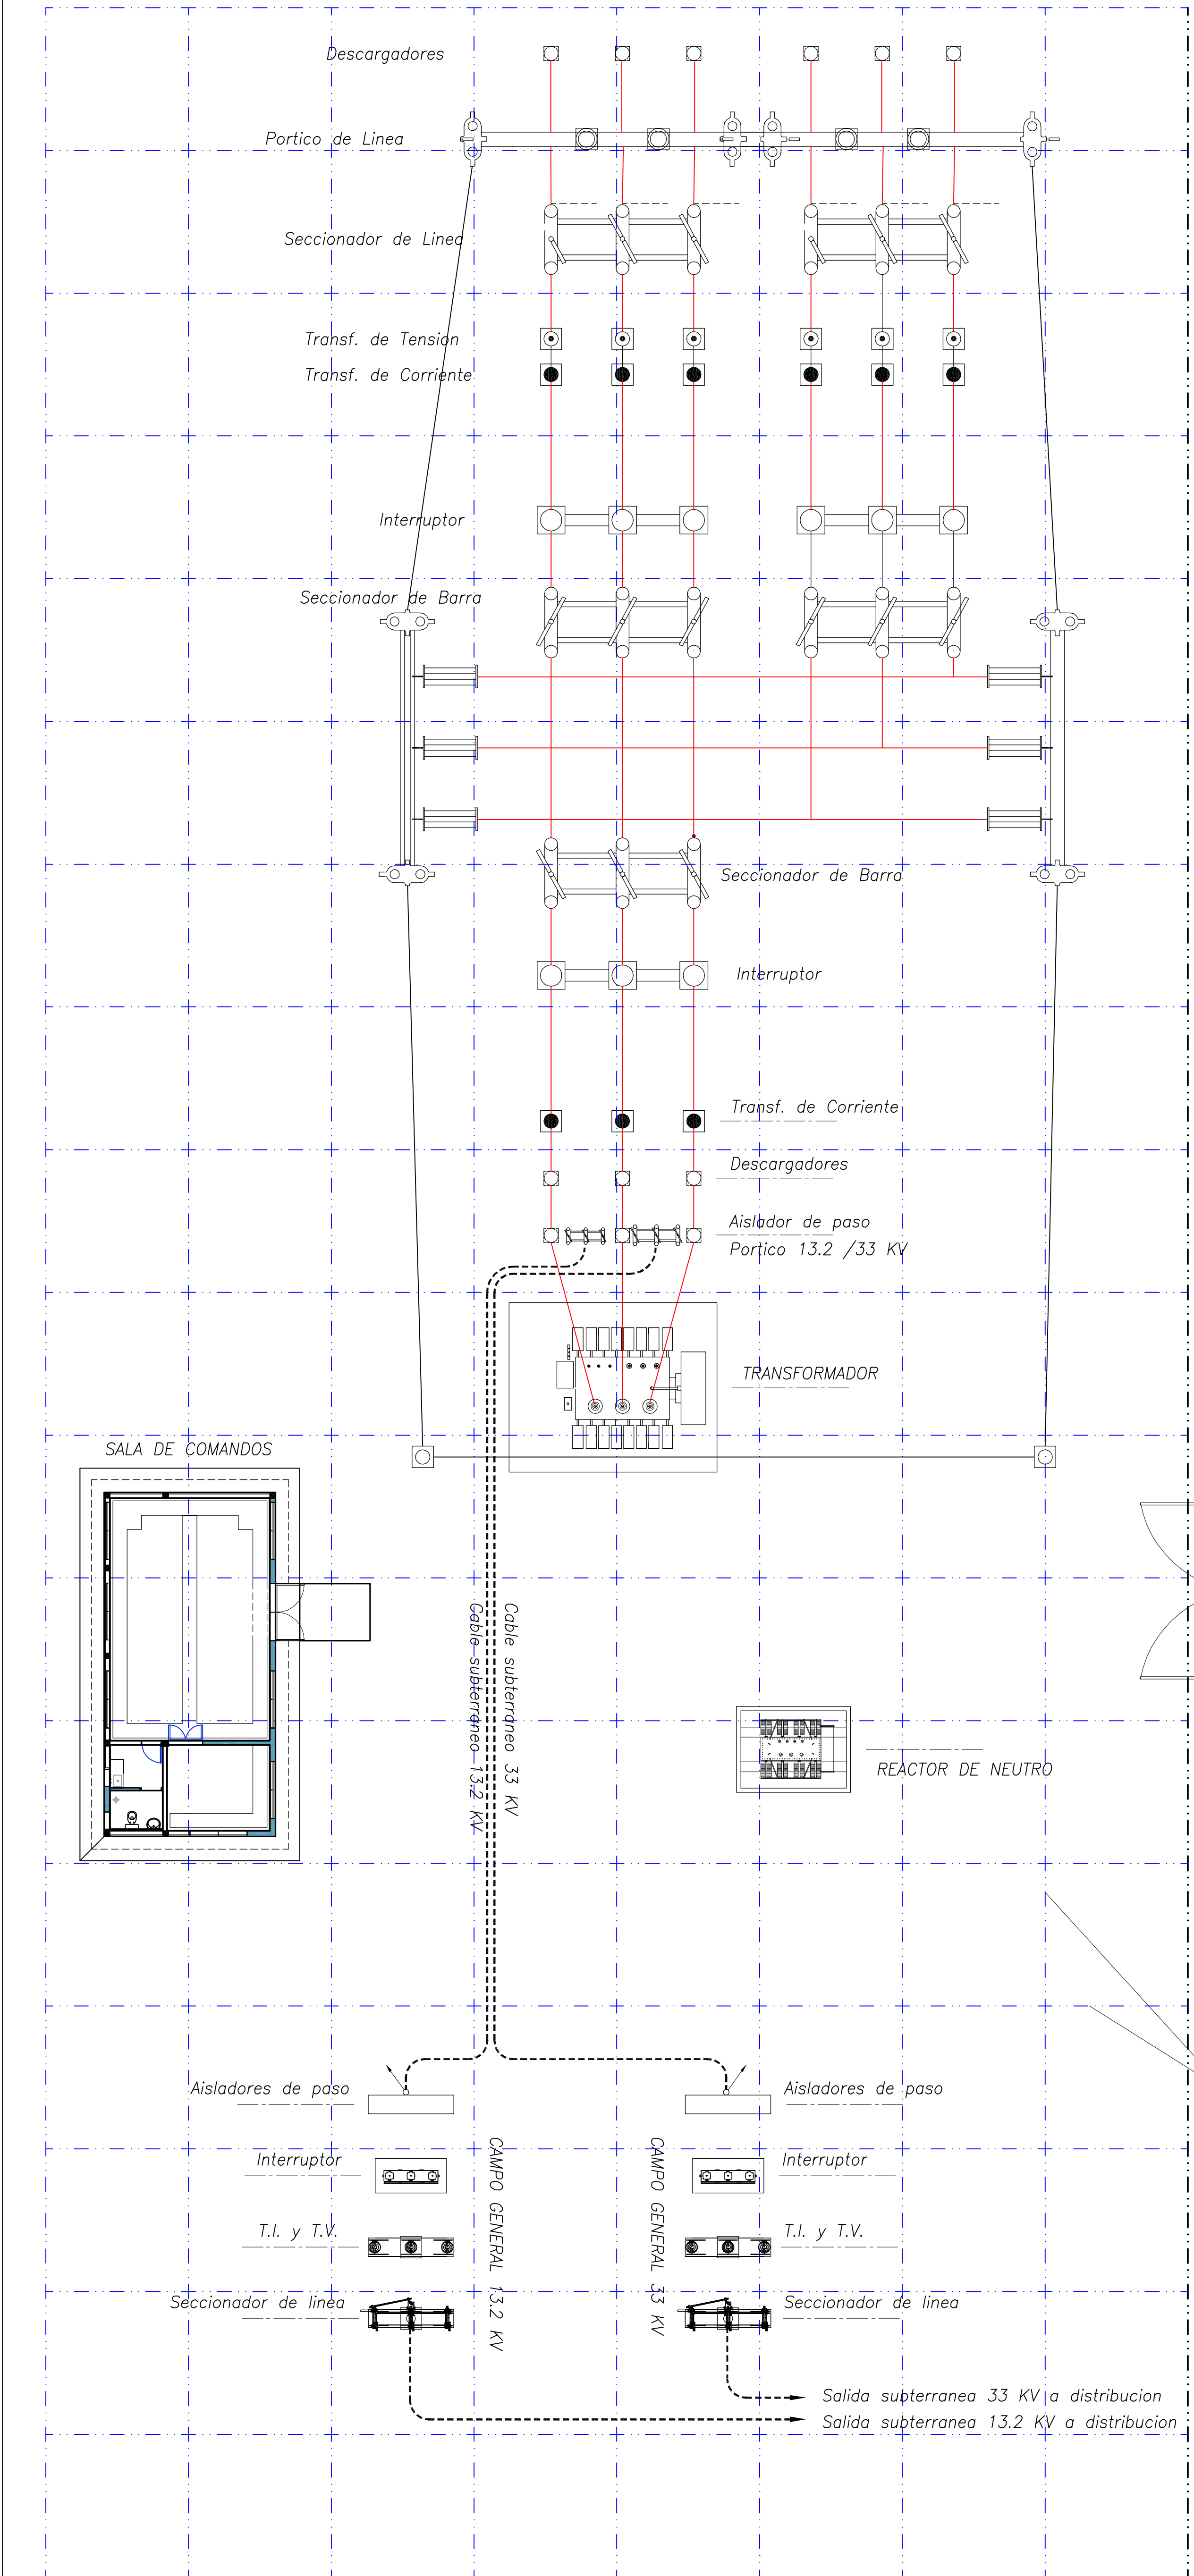 Descargadores
Portico de Linea
Seccionador de Linea
Transf. de Tension
Transf. de Corriente
Interruptor
Seccionador de Barra
Seccionador de Barra
Interruptor
Transf. de Corriente
Descargadores
Aislador de paso
Portico 13.2 /33 KV
TRANSFORMADOR
SALA DE COMANDOS
Cable subterraneo 13.2 KV
Cable subterraneo 33 KV
REACTOR DE NEUTRO
Aisladores de paso
Aisladores de paso
Interruptor
Interruptor
CAMPO GENERAL 13.2 KV
CAMPO GENERAL 33 KV
T.I. y T.V.
T.I. y T.V.
Seccionador de linea
Seccionador de linea
Salida subterranea 33 KV a distribucion
Salida subterranea 13.2 KV a distribucion